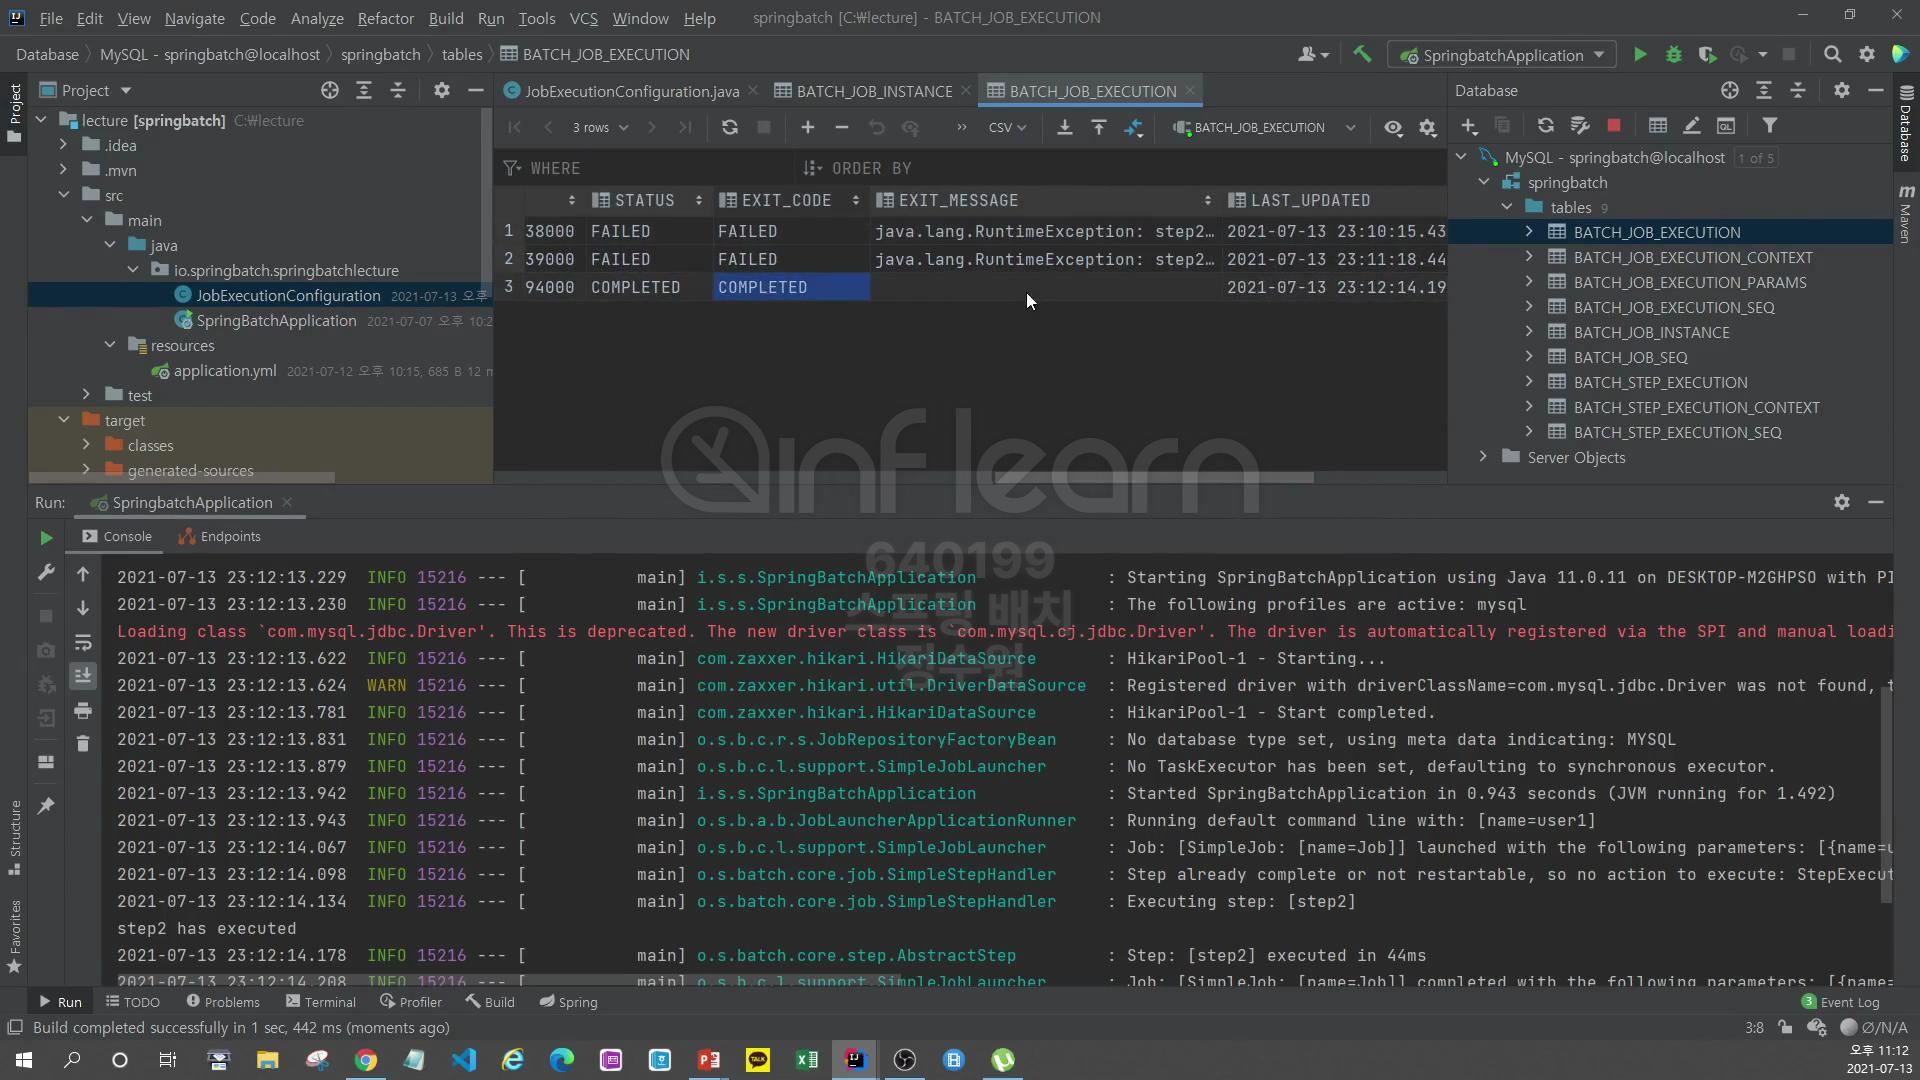 File Edit View Navigate Code Analyze Refactor Build Run Tools VCS Window Help springbatch [C:₩lecture] - BATCH_JOB_EXECUTION
Database MySQL - springbatch@localhost springbatch tables BATCH_JOB_EXECUTION
SpringbatchApplication
Project
JobExecutionConfiguration.java
BATCH_JOB_INSTANCE
BATCH_JOB_EXECUTION
Database
lecture [springbatch] C:₩lecture
.idea
.mvn
src
main
java
io.springbatch.springbatchlecture
JobExecutionConfiguration 2021-07-13 오후
SpringBatchApplication 2021-07-07 오후 10:2
resources
application.yml 2021-07-12 오후 10:15, 685 B 12 m
test
target
classes
generated-sources
3 rows CSV BATCH_JOB_EXECUTION
WHERE ORDER BY
STATUS EXIT_CODE EXIT_MESSAGE LAST_UPDATED
1 38000 FAILED FAILED java.lang.RuntimeException: step2… 2021-07-13 23:10:15.43
2 39000 FAILED FAILED java.lang.RuntimeException: step2… 2021-07-13 23:11:18.44
3 94000 COMPLETED COMPLETED 2021-07-13 23:12:14.19
MySQL - springbatch@localhost 1 of 5
springbatch
tables 9
BATCH_JOB_EXECUTION
BATCH_JOB_EXECUTION_CONTEXT
BATCH_JOB_EXECUTION_PARAMS
BATCH_JOB_EXECUTION_SEQ
BATCH_JOB_INSTANCE
BATCH_JOB_SEQ
BATCH_STEP_EXECUTION
BATCH_STEP_EXECUTION_CONTEXT
BATCH_STEP_EXECUTION_SEQ
Server Objects
Project
Structure
Favorites
Database
Maven
inflearn
640199
스프링 배치
정수원
Run: SpringbatchApplication
Console Endpoints
2021-07-13 23:12:13.229 INFO 15216 --- [ main] i.s.s.SpringBatchApplication : Starting SpringBatchApplication using Java 11.0.11 on DESKTOP-M2GHPSO with PI
2021-07-13 23:12:13.230 INFO 15216 --- [ main] i.s.s.SpringBatchApplication : The following profiles are active: mysql
Loading class `com.mysql.jdbc.Driver'. This is deprecated. The new driver class is `com.mysql.cj.jdbc.Driver'. The driver is automatically registered via the SPI and manual loadi
2021-07-13 23:12:13.622 INFO 15216 --- [ main] com.zaxxer.hikari.HikariDataSource : HikariPool-1 - Starting...
2021-07-13 23:12:13.624 WARN 15216 --- [ main] com.zaxxer.hikari.util.DriverDataSource : Registered driver with driverClassName=com.mysql.jdbc.Driver was not found, t
2021-07-13 23:12:13.781 INFO 15216 --- [ main] com.zaxxer.hikari.HikariDataSource : HikariPool-1 - Start completed.
2021-07-13 23:12:13.831 INFO 15216 --- [ main] o.s.b.c.r.s.JobRepositoryFactoryBean : No database type set, using meta data indicating: MYSQL
2021-07-13 23:12:13.879 INFO 15216 --- [ main] o.s.b.c.l.support.SimpleJobLauncher : No TaskExecutor has been set, defaulting to synchronous executor.
2021-07-13 23:12:13.942 INFO 15216 --- [ main] i.s.s.SpringBatchApplication : Started SpringBatchApplication in 0.943 seconds (JVM running for 1.492)
2021-07-13 23:12:13.943 INFO 15216 --- [ main] o.s.b.a.b.JobLauncherApplicationRunner : Running default command line with: [name=user1]
2021-07-13 23:12:14.067 INFO 15216 --- [ main] o.s.b.c.l.support.SimpleJobLauncher : Job: [SimpleJob: [name=Job]] launched with the following parameters: [{name=u
2021-07-13 23:12:14.098 INFO 15216 --- [ main] o.s.batch.core.job.SimpleStepHandler : Step already complete or not restartable, so no action to execute: StepExecut
2021-07-13 23:12:14.134 INFO 15216 --- [ main] o.s.batch.core.job.SimpleStepHandler : Executing step: [step2]
step2 has executed
2021-07-13 23:12:14.178 INFO 15216 --- [ main] o.s.batch.core.step.AbstractStep : Step: [step2] executed in 44ms
2021-07-13 23:12:14.208 INFO 15216 --- [ main] o.s.b.c.l.support.SimpleJobLauncher : Job: [SimpleJob: [name=Job]] completed with the following parameters: [{name=
Run TODO Problems Terminal Profiler Build Spring 3 Event Log
Build completed successfully in 1 sec, 442 ms (moments ago) 3:8 Ø/N/A
TALK
오후 11:12
2021-07-13